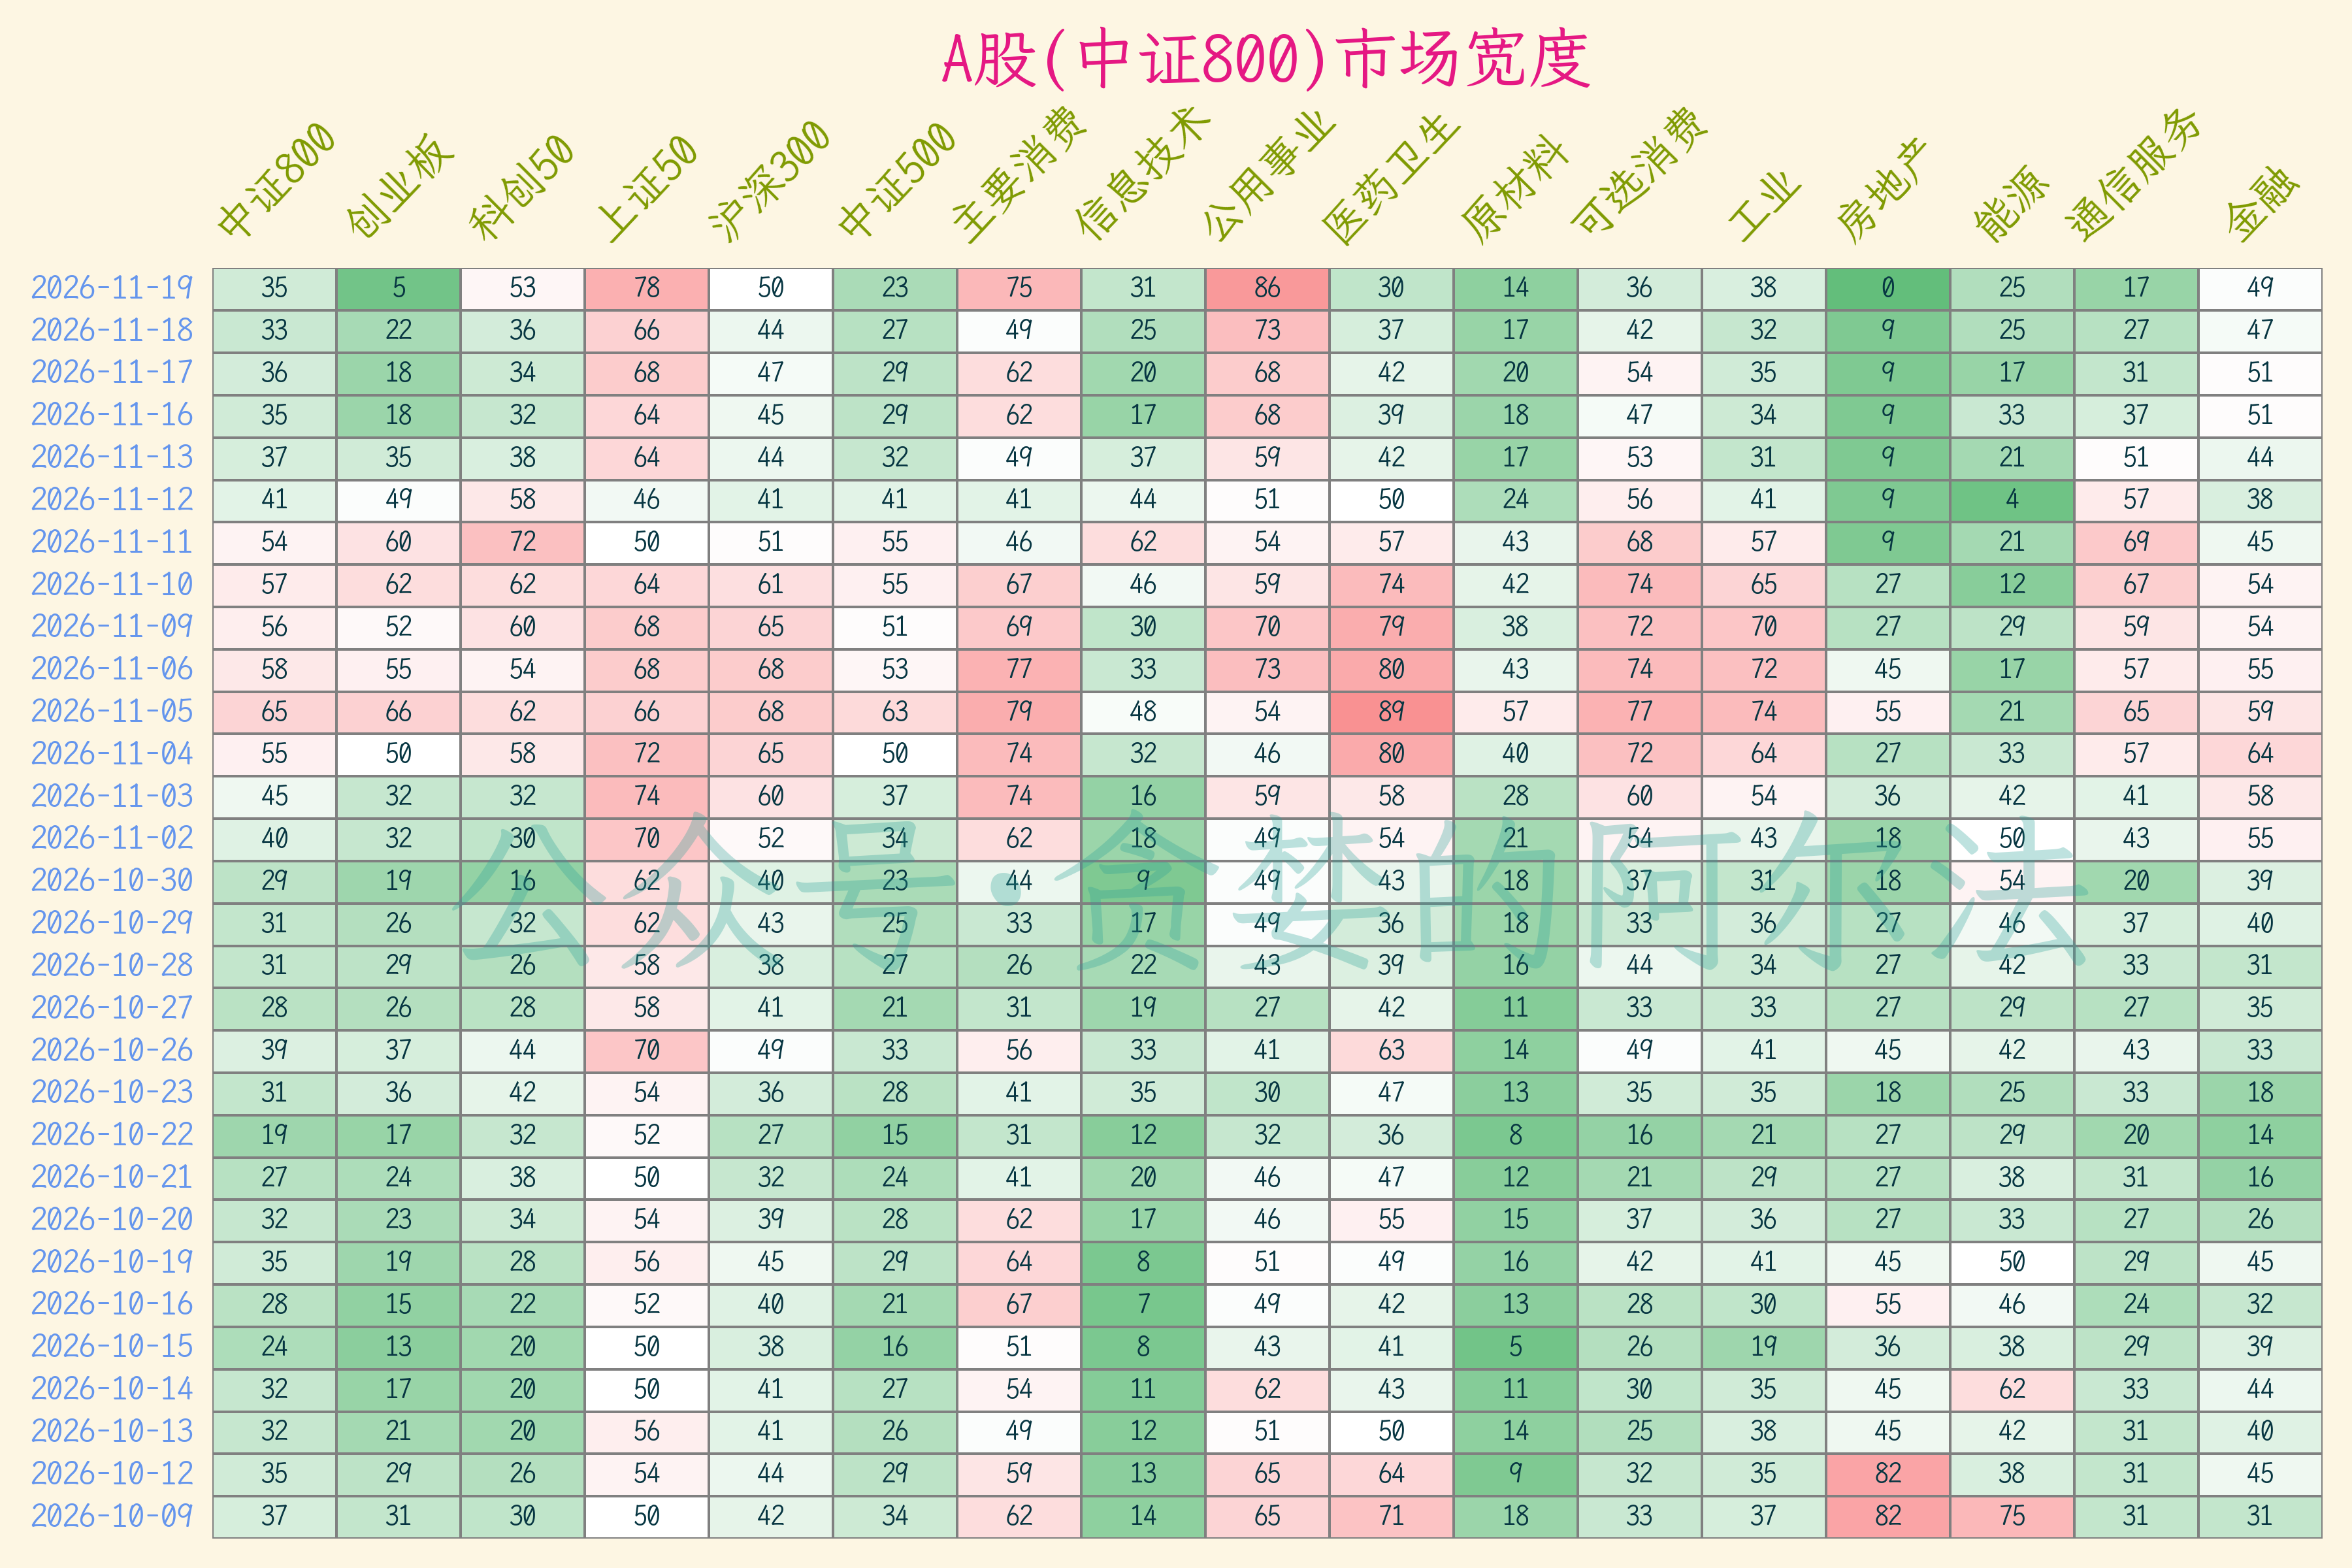 A股(中证800)市场宽度
中证800 创业板 科创50 上证50 沪深300 中证500 主要消费 信息技术 公用事业 医药卫生 原材料 可选消费 工业 房地产 能源 通信服务 金融
2026-11-19 35 5 53 78 50 23 75 31 86 30 14 36 38 0 25 17 49
2026-11-18 33 22 36 66 44 27 49 25 73 37 17 42 32 9 25 27 47
2026-11-17 36 18 34 68 47 29 62 20 68 42 20 54 35 9 17 31 51
2026-11-16 35 18 32 64 45 29 62 17 68 39 18 47 34 9 33 37 51
2026-11-13 37 35 38 64 44 32 49 37 59 42 17 53 31 9 21 51 44
2026-11-12 41 49 58 46 41 41 41 44 51 50 24 56 41 9 4 57 38
2026-11-11 54 60 72 50 51 55 46 62 54 57 43 68 57 9 21 69 45
2026-11-10 57 62 62 64 61 55 67 46 59 74 42 74 65 27 12 67 54
2026-11-09 56 52 60 68 65 51 69 30 70 79 38 72 70 27 29 59 54
2026-11-06 58 55 54 68 68 53 77 33 73 80 43 74 72 45 17 57 55
2026-11-05 65 66 62 66 68 63 79 48 54 89 57 77 74 55 21 65 59
2026-11-04 55 50 58 72 65 50 74 32 46 80 40 72 64 27 33 57 64
2026-11-03 45 32 32 74 60 37 74 16 59 58 28 60 54 36 42 41 58
2026-11-02 40 32 30 70 52 34 62 18 49 54 21 54 43 18 50 43 55
2026-10-30 29 19 16 62 40 23 44 9 49 43 18 37 31 18 54 20 39
公众号·贪婪的阿尔法
2026-10-29 31 26 32 62 43 25 33 17 49 36 18 33 36 27 46 37 40
2026-10-28 31 29 26 58 38 27 26 22 43 39 16 44 34 27 42 33 31
2026-10-27 28 26 28 58 41 21 31 19 27 42 11 33 33 27 29 27 35
2026-10-26 39 37 44 70 49 33 56 33 41 63 14 49 41 45 42 43 33
2026-10-23 31 36 42 54 36 28 41 35 30 47 13 35 35 18 25 33 18
2026-10-22 19 17 32 52 27 15 31 12 32 36 8 16 21 27 29 20 14
2026-10-21 27 24 38 50 32 24 41 20 46 47 12 21 29 27 38 31 16
2026-10-20 32 23 34 54 39 28 62 17 46 55 15 37 36 27 33 27 26
2026-10-19 35 19 28 56 45 29 64 8 51 49 16 42 41 45 50 29 45
2026-10-16 28 15 22 52 40 21 67 7 49 42 13 28 30 55 46 24 32
2026-10-15 24 13 20 50 38 16 51 8 43 41 5 26 19 36 38 29 39
2026-10-14 32 17 20 50 41 27 54 11 62 43 11 30 35 45 62 33 44
2026-10-13 32 21 20 56 41 26 49 12 51 50 14 25 38 45 42 31 40
2026-10-12 35 29 26 54 44 29 59 13 65 64 9 32 35 82 38 31 45
2026-10-09 37 31 30 50 42 34 62 14 65 71 18 33 37 82 75 31 31